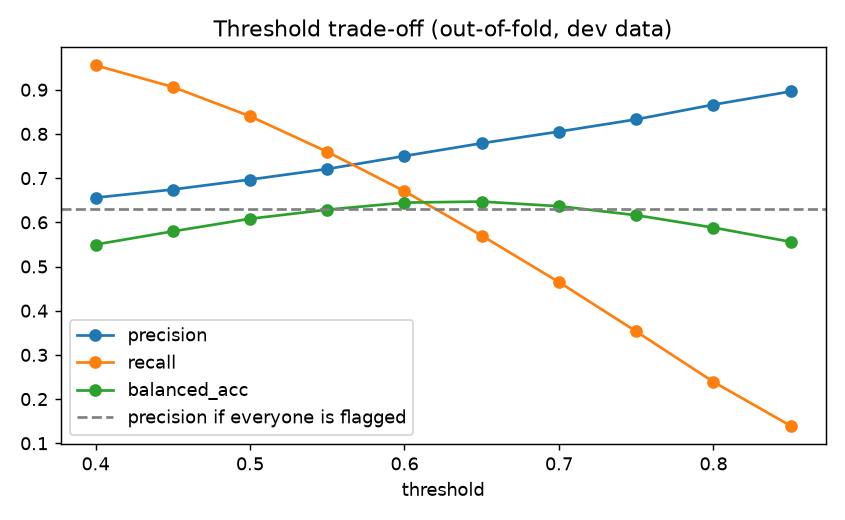 Threshold trade-off (out-of-fold, dev data)
0.9
0.8
0.7
0.6
0.5
0.4
0.3
0.2
0.1
precision
recall
balanced_acc
precision if everyone is flagged
0.4 0.5 0.6 0.7 0.8
threshold